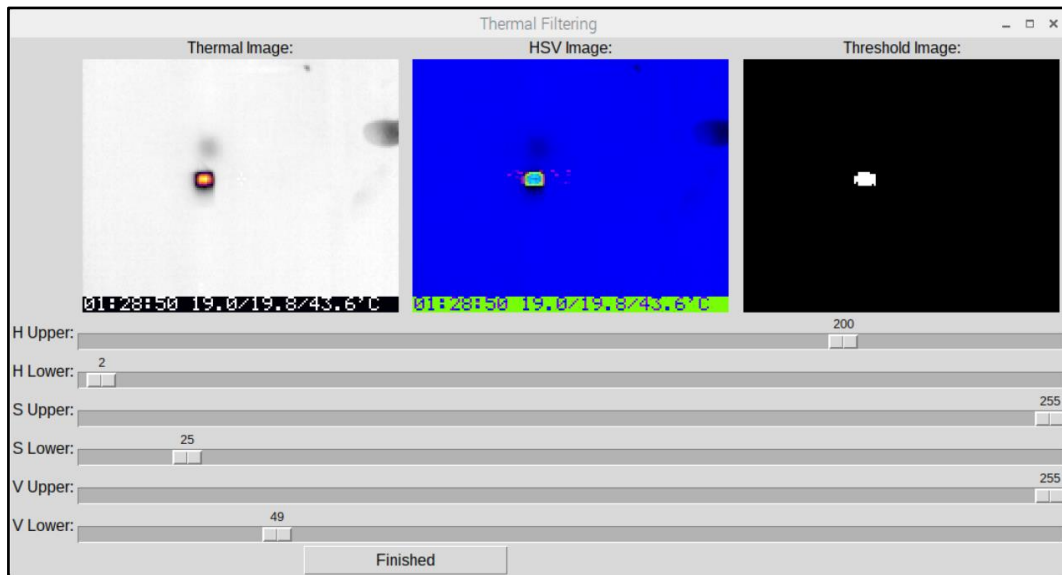 Thermal Filtering
Thermal Image: HSV Image: Threshold Image:
01:28:50 19.0/19.8/43.6'C 01:28:50 19.0/19.8/43.6'C
200
H Upper:
2
H Lower:
255
S Upper:
25
S Lower:
255
V Upper:
49
V Lower:
Finished